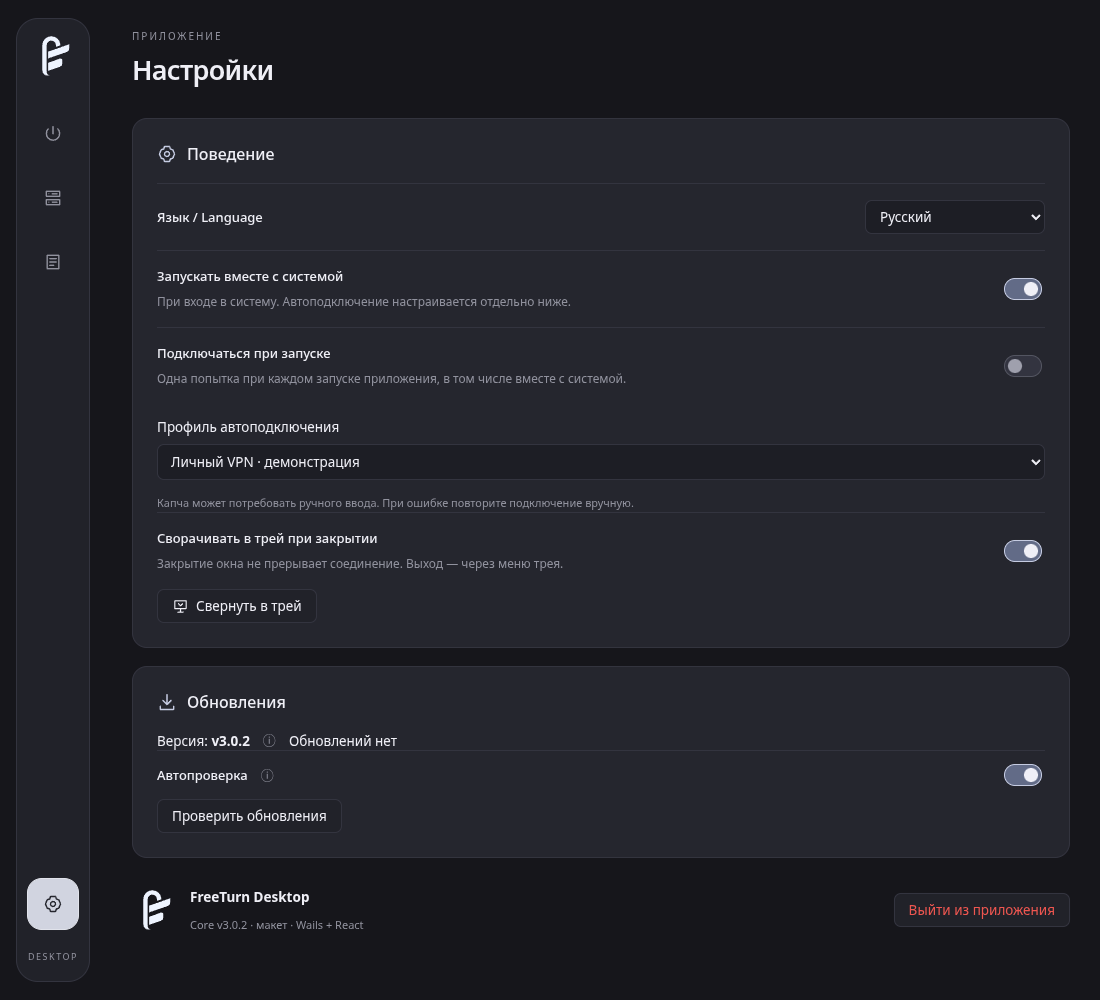 ПРИЛОЖЕНИЕ
Настройки
Поведение
Язык / Language
Русский
Запускать вместе с системой
При входе в систему. Автоподключение настраивается отдельно ниже.
Подключаться при запуске
Одна попытка при каждом запуске приложения, в том числе вместе с системой.
Профиль автоподключения
Личный VPN · демонстрация
Капча может потребовать ручного ввода. При ошибке повторите подключение вручную.
Сворачивать в трей при закрытии
Закрытие окна не прерывает соединение. Выход — через меню трея.
Свернуть в трей
Обновления
Версия: v3.0.2 ⓘ Обновлений нет
Автопроверка ⓘ
Проверить обновления
FreeTurn Desktop
Core v3.0.2 · макет · Wails + React
Выйти из приложения
DESKTOP